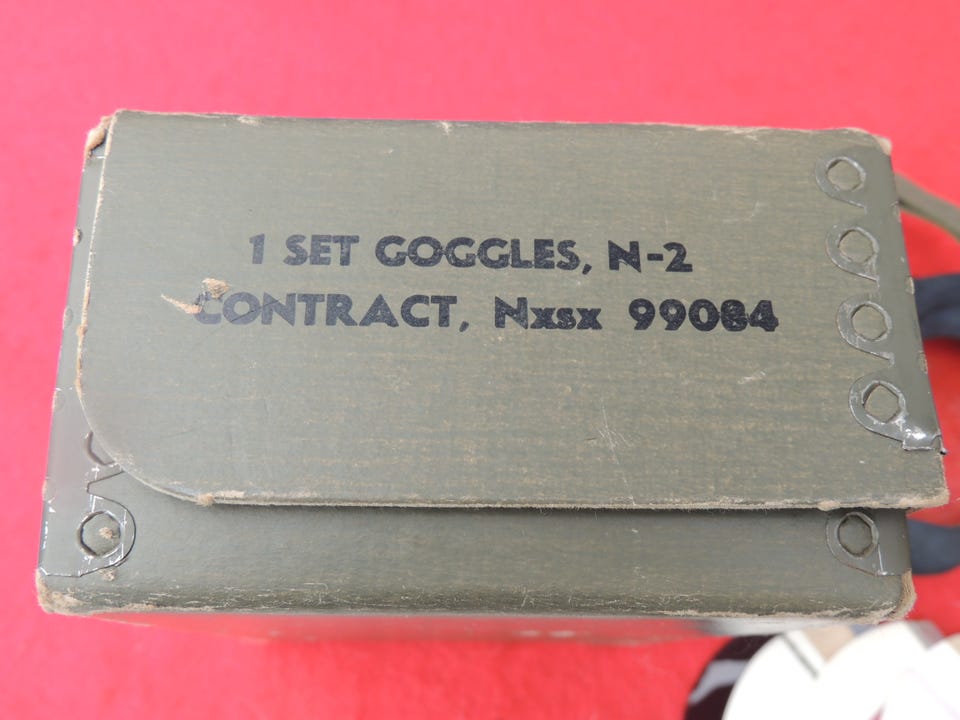 1 SET GOGGLES, N-2
CONTRACT, Nxsx 99084